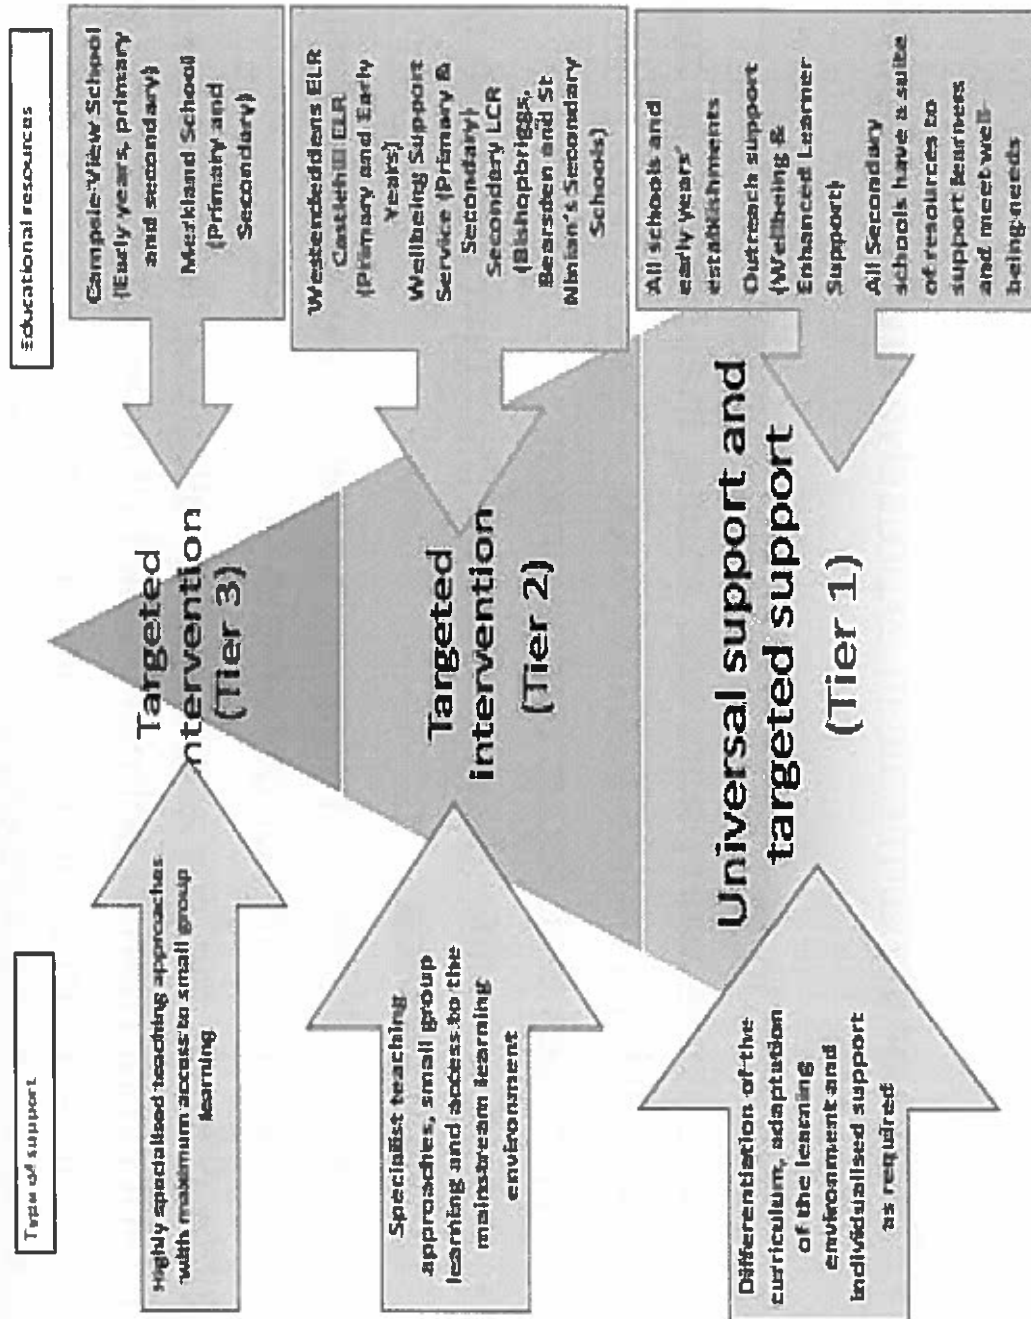 Type of support
Educational resources
Highly specialised teaching approaches
with maximum access to small group
learning
Targeted
intervention
(Tier 3)
Campsie View School
(Early years, primary
and secondary)
Merkland School
(Primary and
Secondary)
Specialist teaching
approaches, small group
learning and access to the
mainstream learning
environment
Targeted
intervention
(Tier 2)
Westerdedens ELR
Castlehill ELR
(Primary and Early
Years)
Wellbeing Support
Service (Primary &
Secondary)
Secondary LCR
(Bishopbriggs,
Bearsden and St
Ninian's Secondary
Schools)
Differentiation of the
curriculum, adaptation
of the learning
environment and
individualised support
as required
Universal support and
targeted support
(Tier 1)
All schools and
early years'
establishments
Outreach support
(Wellbeing &
Enhanced Learner
Support)
All Secondary
schools have a suite
of resources to
support learners
and meet well-
being needs